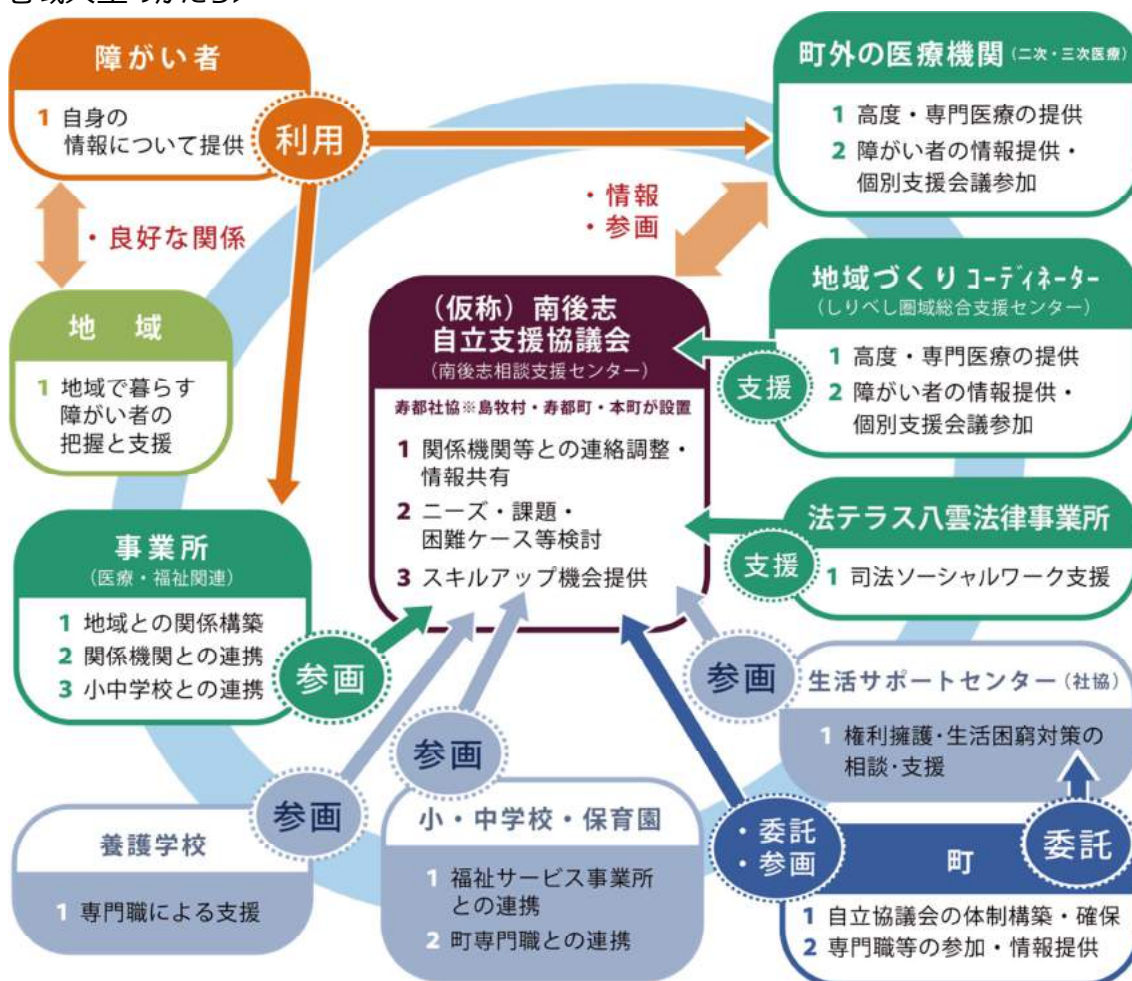 障がい者
1 自身の
情報について提供
利用
・良好な関係
地 域
1 地域で暮らす
障がい者の
把握と支援
事業所
(医療・福祉関連)
1 地域との関係構築
2 関係機関との連携
3 小中学校との連携
参画
養護学校
1 専門職による支援
参画
小・中学校・保育園
1 福祉サービス事業所
との連携
2 町専門職との連携
参画
・情報
・参画
(仮称)南後志
自立支援協議会
(南後志相談支援センター)
寿都社協※島牧村・寿都町・本町が設置
1 関係機関等との連絡調整・
情報共有
2 ニーズ・課題・
困難ケース等検討
3 スキルアップ機会提供
町外の医療機関(二次・三次医療)
1 高度・専門医療の提供
2 障がい者の情報提供・
個別支援会議参加
地域づくりコーディネーター
(しりべし圏域総合支援センター)
1 高度・専門医療の提供
2 障がい者の情報提供・
個別支援会議参加
支援
法テラス八雲法律事業所
1 司法ソーシャルワーク支援
支援
生活サポートセンター(社協)
1 権利擁護・生活困窮対策の
相談・支援
参画
町
1 自立協議会の体制構築・確保
2 専門職等の参加・情報提供
・委託
・参画
委託